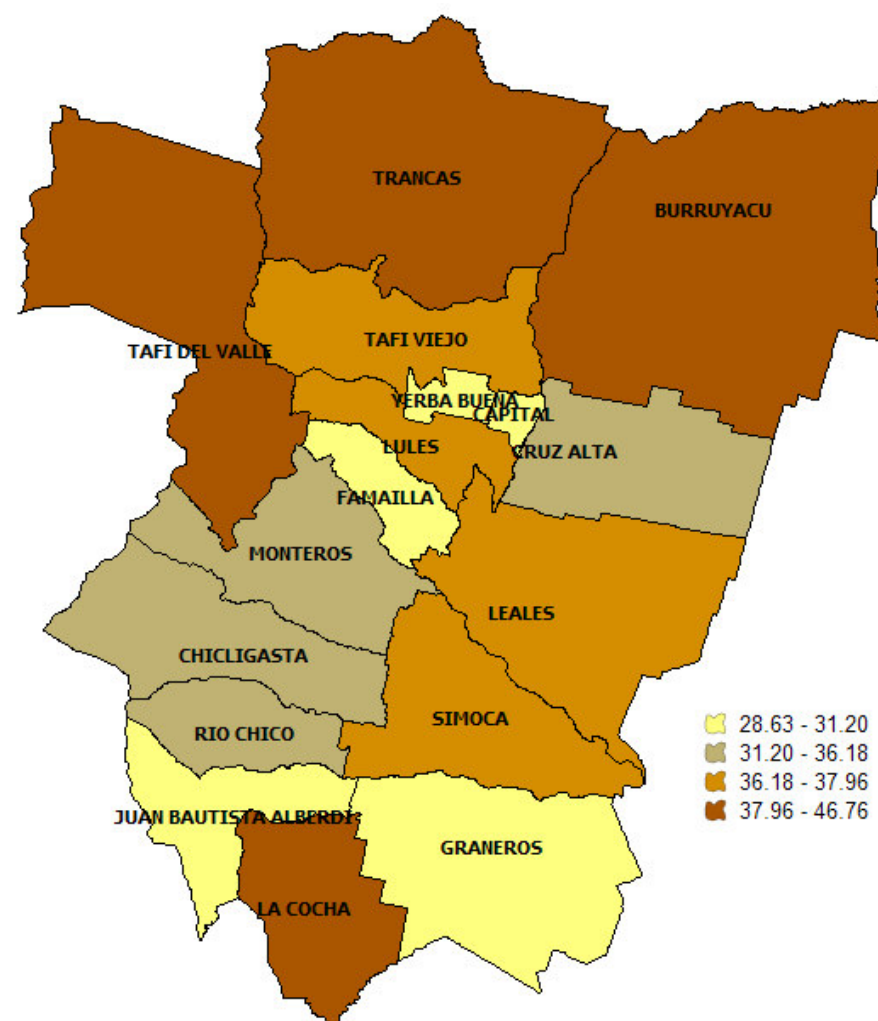 TRANCAS
BURRUYACU
TAFI VIEJO
TAFI DEL VALLE
YERBA BUENA
CAPITAL
LULES
CRUZ ALTA
FAMAILLA
MONTEROS
LEALES
CHICLIGASTA
SIMOCA
RIO CHICO
28.63 - 31.20
31.20 - 36.18
36.18 - 37.96
37.96 - 46.76
JUAN BAUTISTA ALBERDI
GRANEROS
LA COCHA